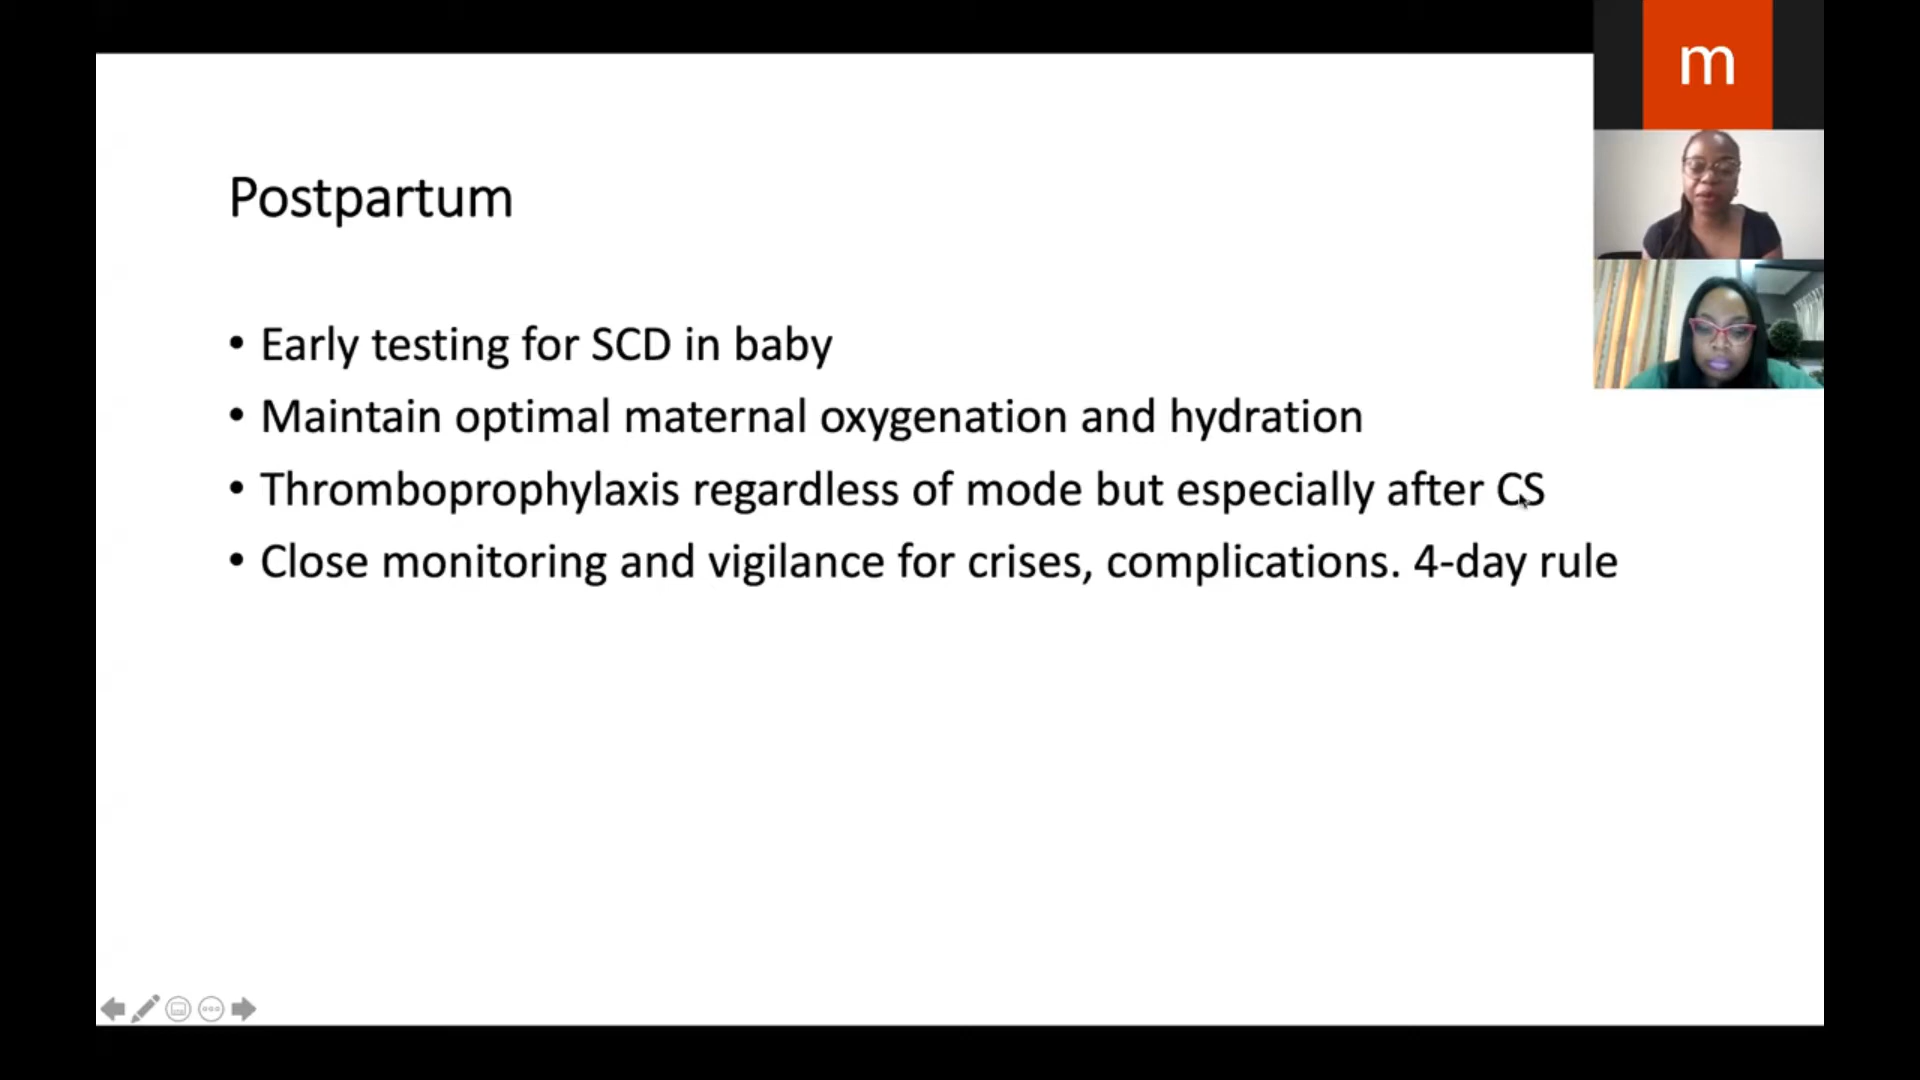 m
Postpartum
• Early testing for SCD in baby
• Maintain optimal maternal oxygenation and hydration
• Thromboprophylaxis regardless of mode but especially after CS
• Close monitoring and vigilance for crises, complications. 4-day rule